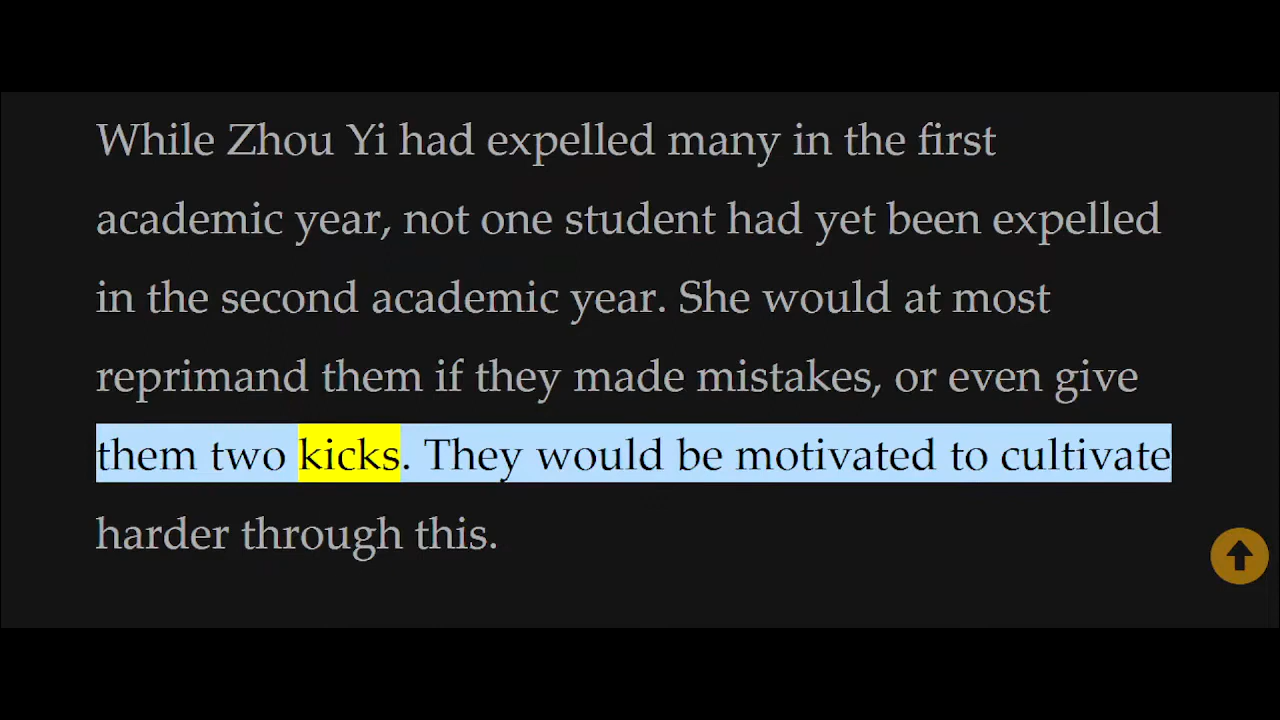 While Zhou Yi had expelled many in the first
academic year, not one student had yet been expelled
in the second academic year. She would at most
reprimand them if they made mistakes, or even give
them two kicks. They would be motivated to cultivate
harder through this.